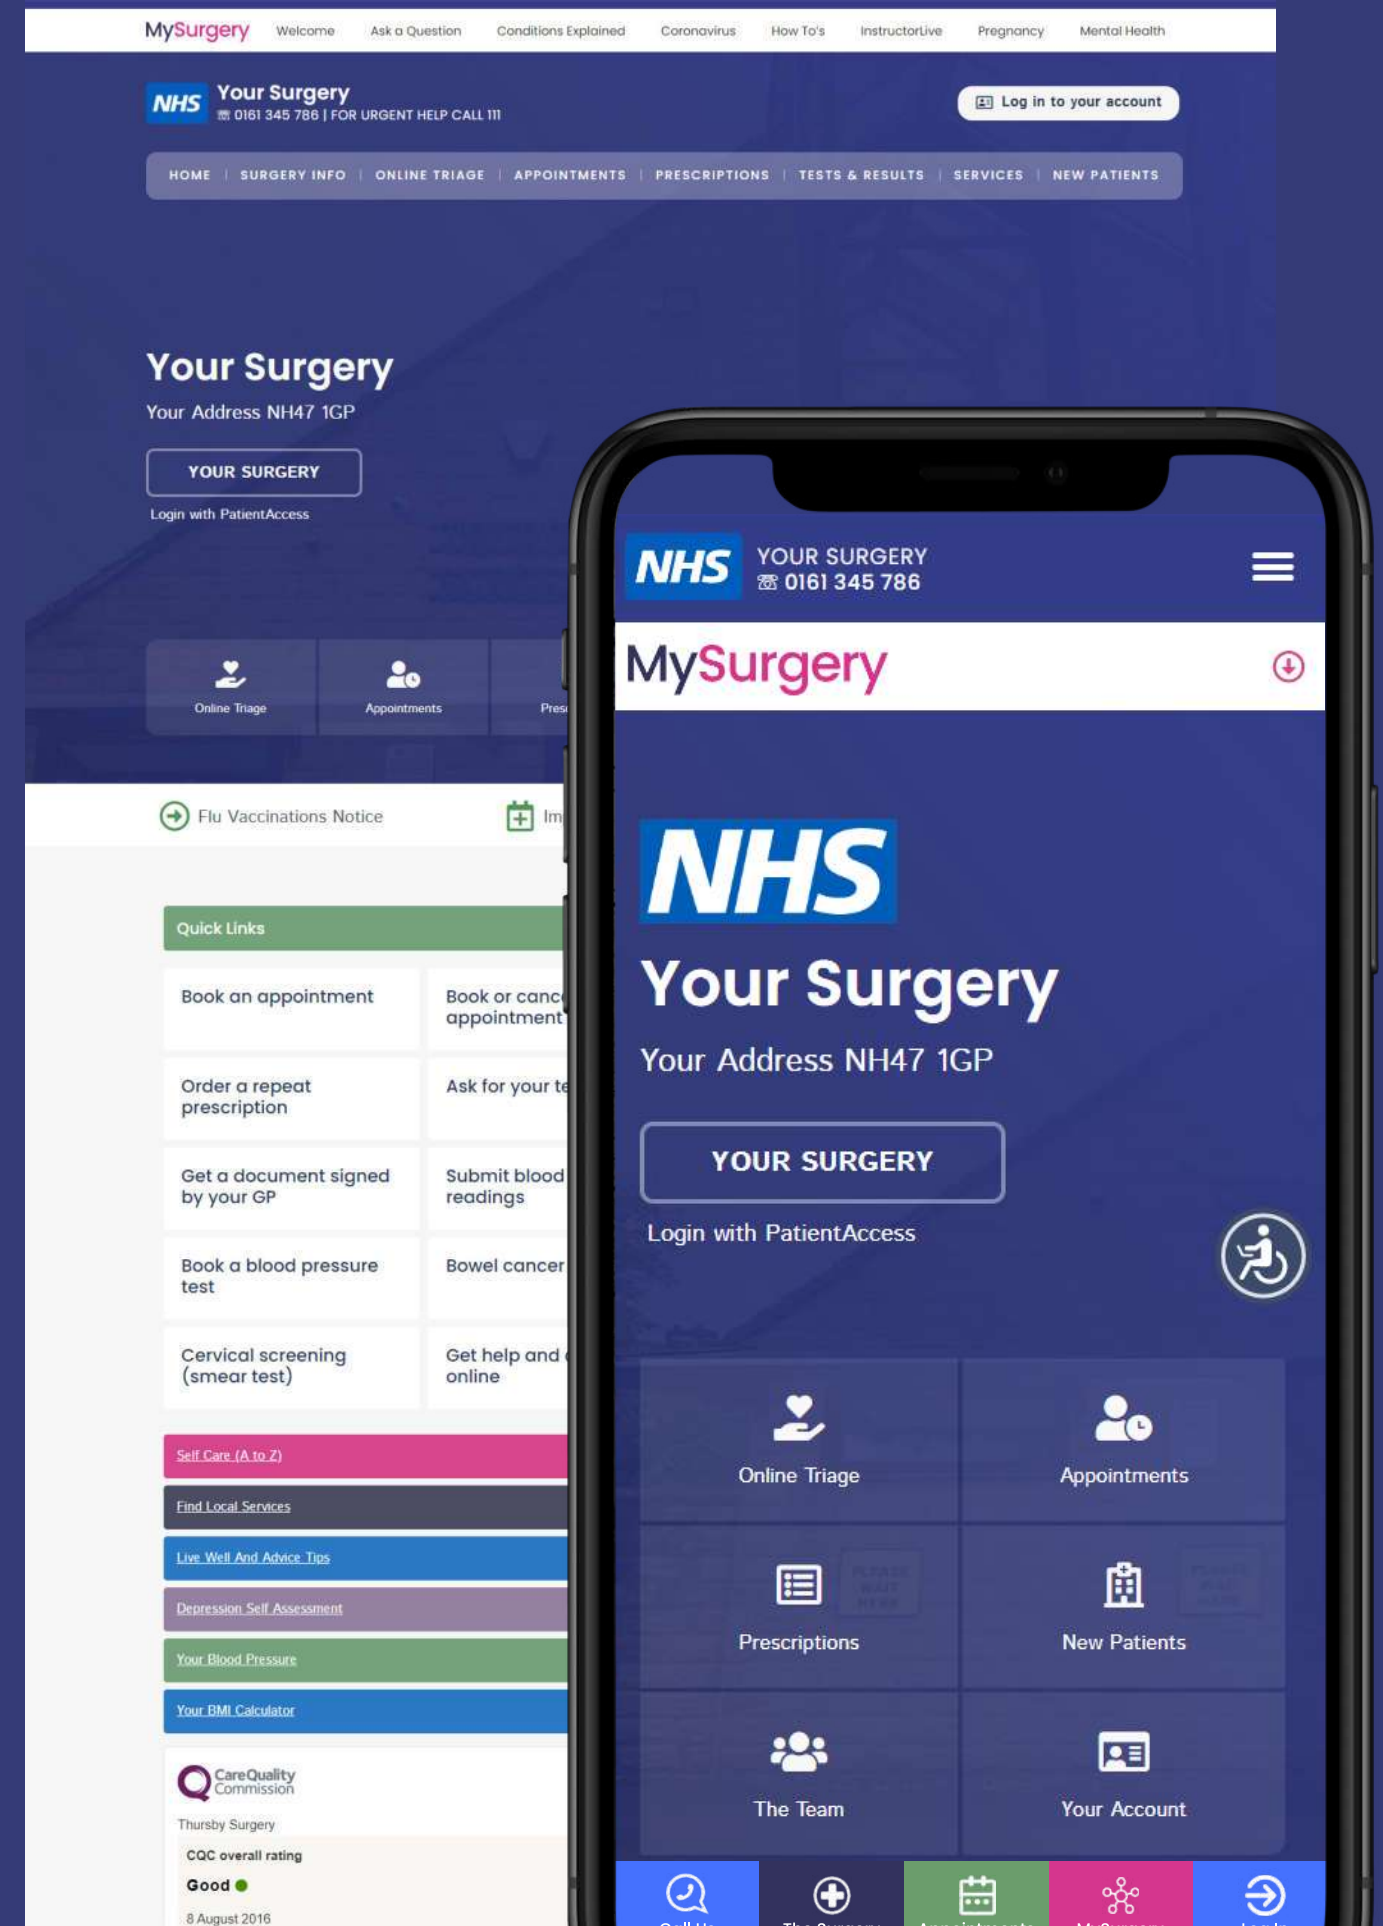 MySurgery Welcome Ask a Question Conditions Explained Coronavirus How To's InstructorLive Pregnancy Mental Health
NHS Your Surgery
☏ 0161 345 786 | FOR URGENT HELP CALL 111
Log in to your account
HOME | SURGERY INFO | ONLINE TRIAGE | APPOINTMENTS | PRESCRIPTIONS | TESTS & RESULTS | SERVICES | NEW PATIENTS
Your Surgery
Your Address NH47 1GP
YOUR SURGERY
Login with PatientAccess
Online Triage
Appointments
Flu Vaccinations Notice
Quick Links
Book an appointment
Book or
appointment
Order a repeat
prescription
Ask for your
Get a document signed
by your GP
Submit blood
readings
Book a blood pressure
test
Bowel cancer
Cervical screening
(smear test)
Get help and
online
Self Care (A to Z)
Find Local Services
Live Well And Advice Tips
Depression Self Assessment
Your Blood Pressure
Your BMI Calculator
CareQuality
Commission
Thursby Surgery
CQC overall rating
Good
8 August 2016
NHS YOUR SURGERY
☏ 0161 345 786
MySurgery
NHS
Your Surgery
Your Address NH47 1GP
YOUR SURGERY
Login with PatientAccess
Online Triage
Appointments
Prescriptions
New Patients
PLEASE
WAIT
HERE
The Team
Your Account